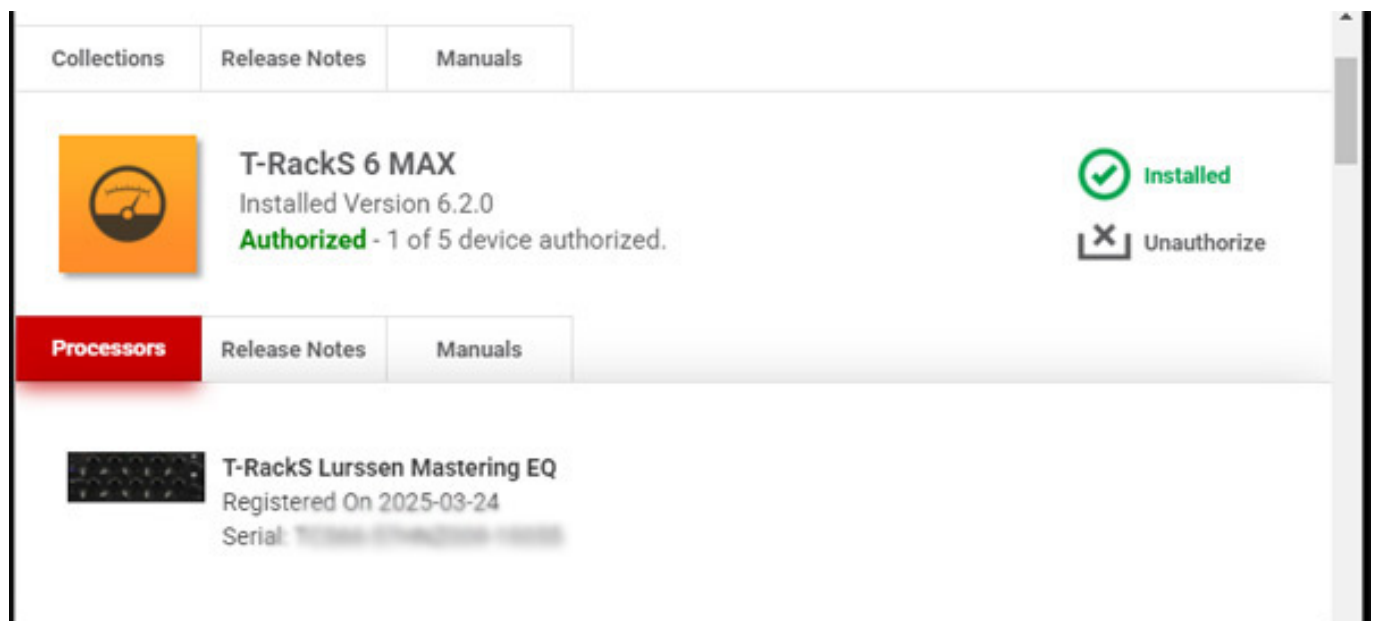 Collections Release Notes Manuals
T-RackS 6 MAX
Installed Version 6.2.0
Authorized - 1 of 5 device authorized.
Installed
Unauthorize
Processors Release Notes Manuals
T-RackS Lurssen Mastering EQ
Registered On 2025-03-24
Serial: